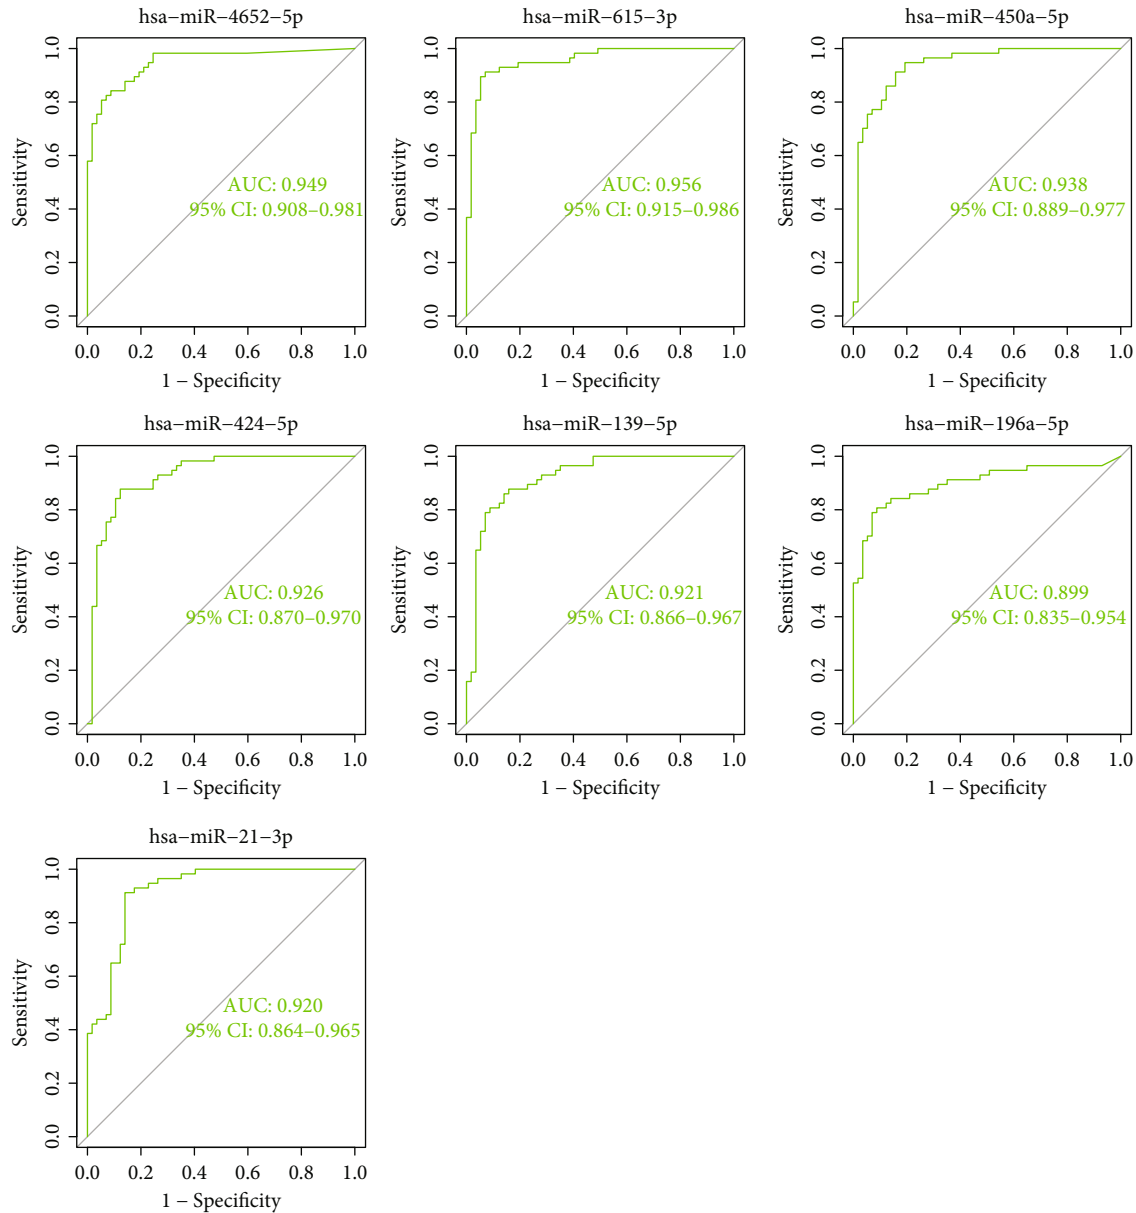 hsa−miR−4652−5p
Sensitivity
1.0
0.8
0.6
0.4
0.2
0.0
AUC: 0.949
95% CI: 0.908–0.981
0.0 0.2 0.4 0.6 0.8 1.0
1 − Specificity
hsa−miR−615−3p
Sensitivity
1.0
0.8
0.6
0.4
0.2
0.0
AUC: 0.956
95% CI: 0.915–0.986
0.0 0.2 0.4 0.6 0.8 1.0
1 − Specificity
hsa−miR−450a−5p
Sensitivity
1.0
0.8
0.6
0.4
0.2
0.0
AUC: 0.938
95% CI: 0.889–0.977
0.0 0.2 0.4 0.6 0.8 1.0
1 − Specificity
hsa−miR−424−5p
Sensitivity
1.0
0.8
0.6
0.4
0.2
0.0
AUC: 0.926
95% CI: 0.870–0.970
0.0 0.2 0.4 0.6 0.8 1.0
1 − Specificity
hsa−miR−139−5p
Sensitivity
1.0
0.8
0.6
0.4
0.2
0.0
AUC: 0.921
95% CI: 0.866–0.967
0.0 0.2 0.4 0.6 0.8 1.0
1 − Specificity
hsa−miR−196a−5p
Sensitivity
1.0
0.8
0.6
0.4
0.2
0.0
AUC: 0.899
95% CI: 0.835–0.954
0.0 0.2 0.4 0.6 0.8 1.0
1 − Specificity
hsa−miR−21−3p
Sensitivity
1.0
0.8
0.6
0.4
0.2
0.0
AUC: 0.920
95% CI: 0.864–0.965
0.0 0.2 0.4 0.6 0.8 1.0
1 − Specificity